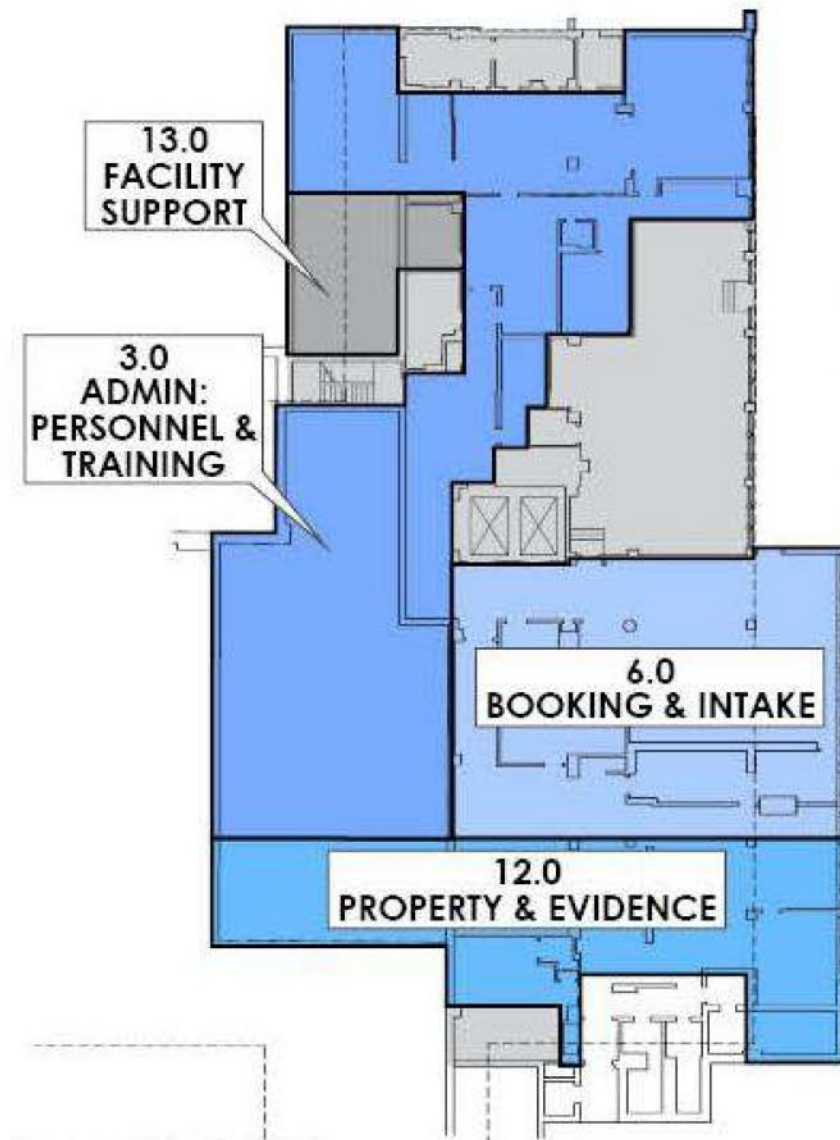 13.0
FACILITY
SUPPORT
3.0
ADMIN:
PERSONNEL &
TRAINING
6.0
BOOKING & INTAKE
12.0
PROPERTY & EVIDENCE